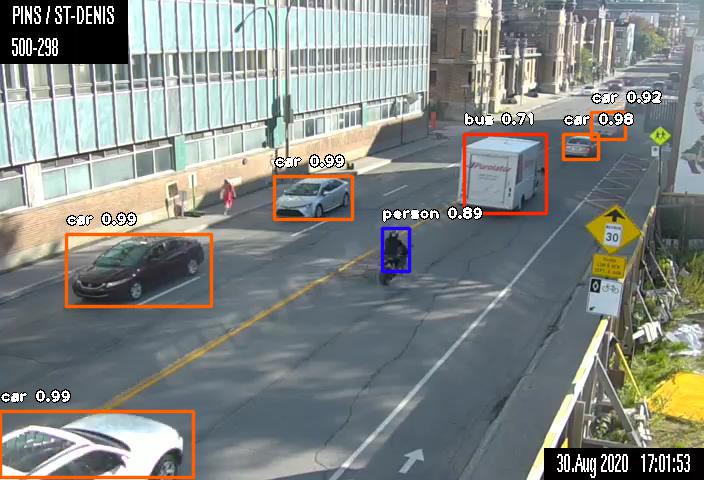 PINS / ST-DENIS
500-298
car 0.92
bus 0.71
car 0.98
car 0.99
person 0.89
car 0.99
Purolator
30
car 0.99
30.Aug 2020 17:01:53